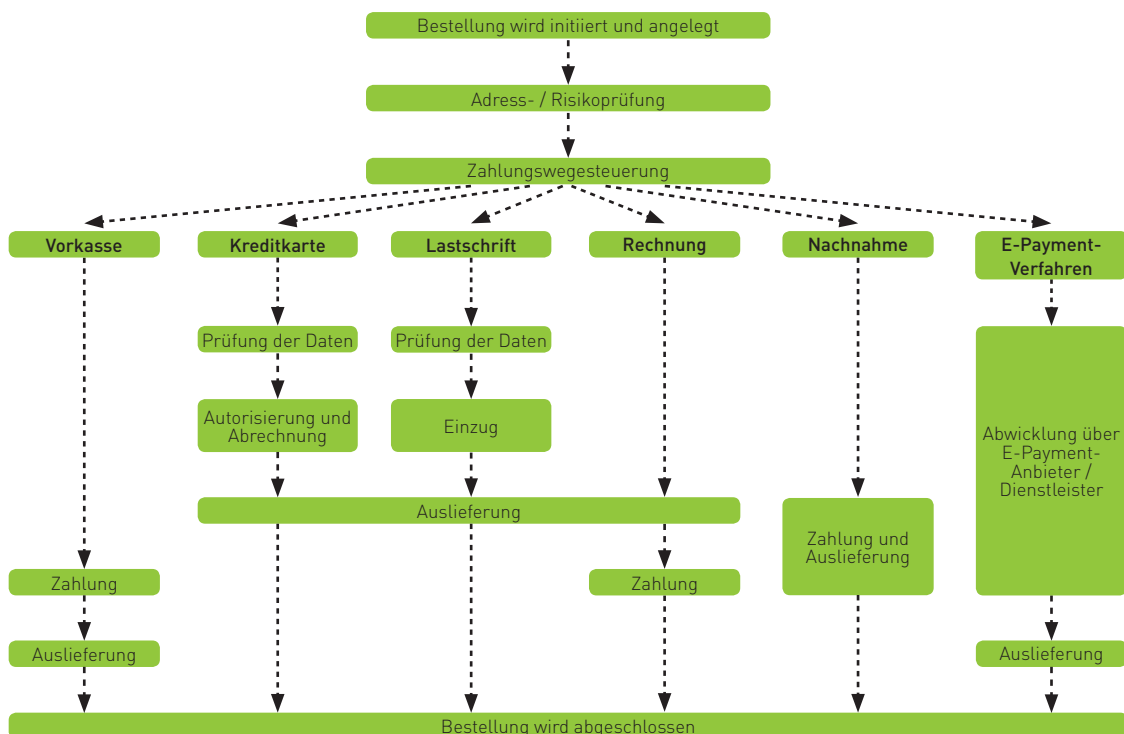 Bestellung wird initiiert und angelegt
Adress- / Risikoprüfung
Zahlungswegesteuerung
Vorkasse
Kreditkarte
Lastschrift
Rechnung
Nachnahme
E-Payment-
Verfahren
Prüfung der Daten
Prüfung der Daten
Autorisierung und
Abrechnung
Einzug
Abwicklung über
E-Payment-
Anbieter /
Dienstleister
Auslieferung
Zahlung und
Auslieferung
Zahlung
Zahlung
Auslieferung
Auslieferung
Bestellung wird abgeschlossen